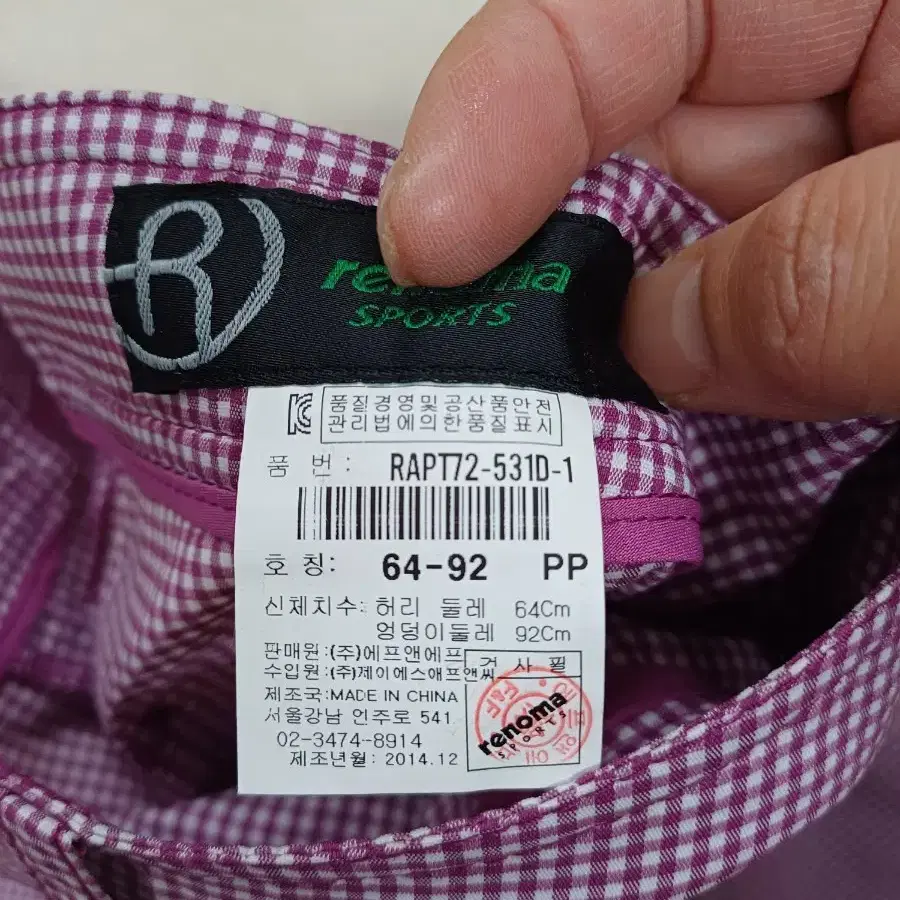 R
renoma
SPORTS
품질경영및공산품안전
관리법에의한품질표시
품 번 : RAPT72-531D-1
호 칭: 64-92 PP
신체치수: 허리 둘레 64Cm
엉덩이둘레 92Cm
판매원:(주)에프앤에프
수입원:(주)제이에스애프앤씨
검 사 필
제조국:MADE IN CHINA
서울강남 언주로 541
02-3474-8914
제조년월: 2014.12
F&F
renoma
SPORTS